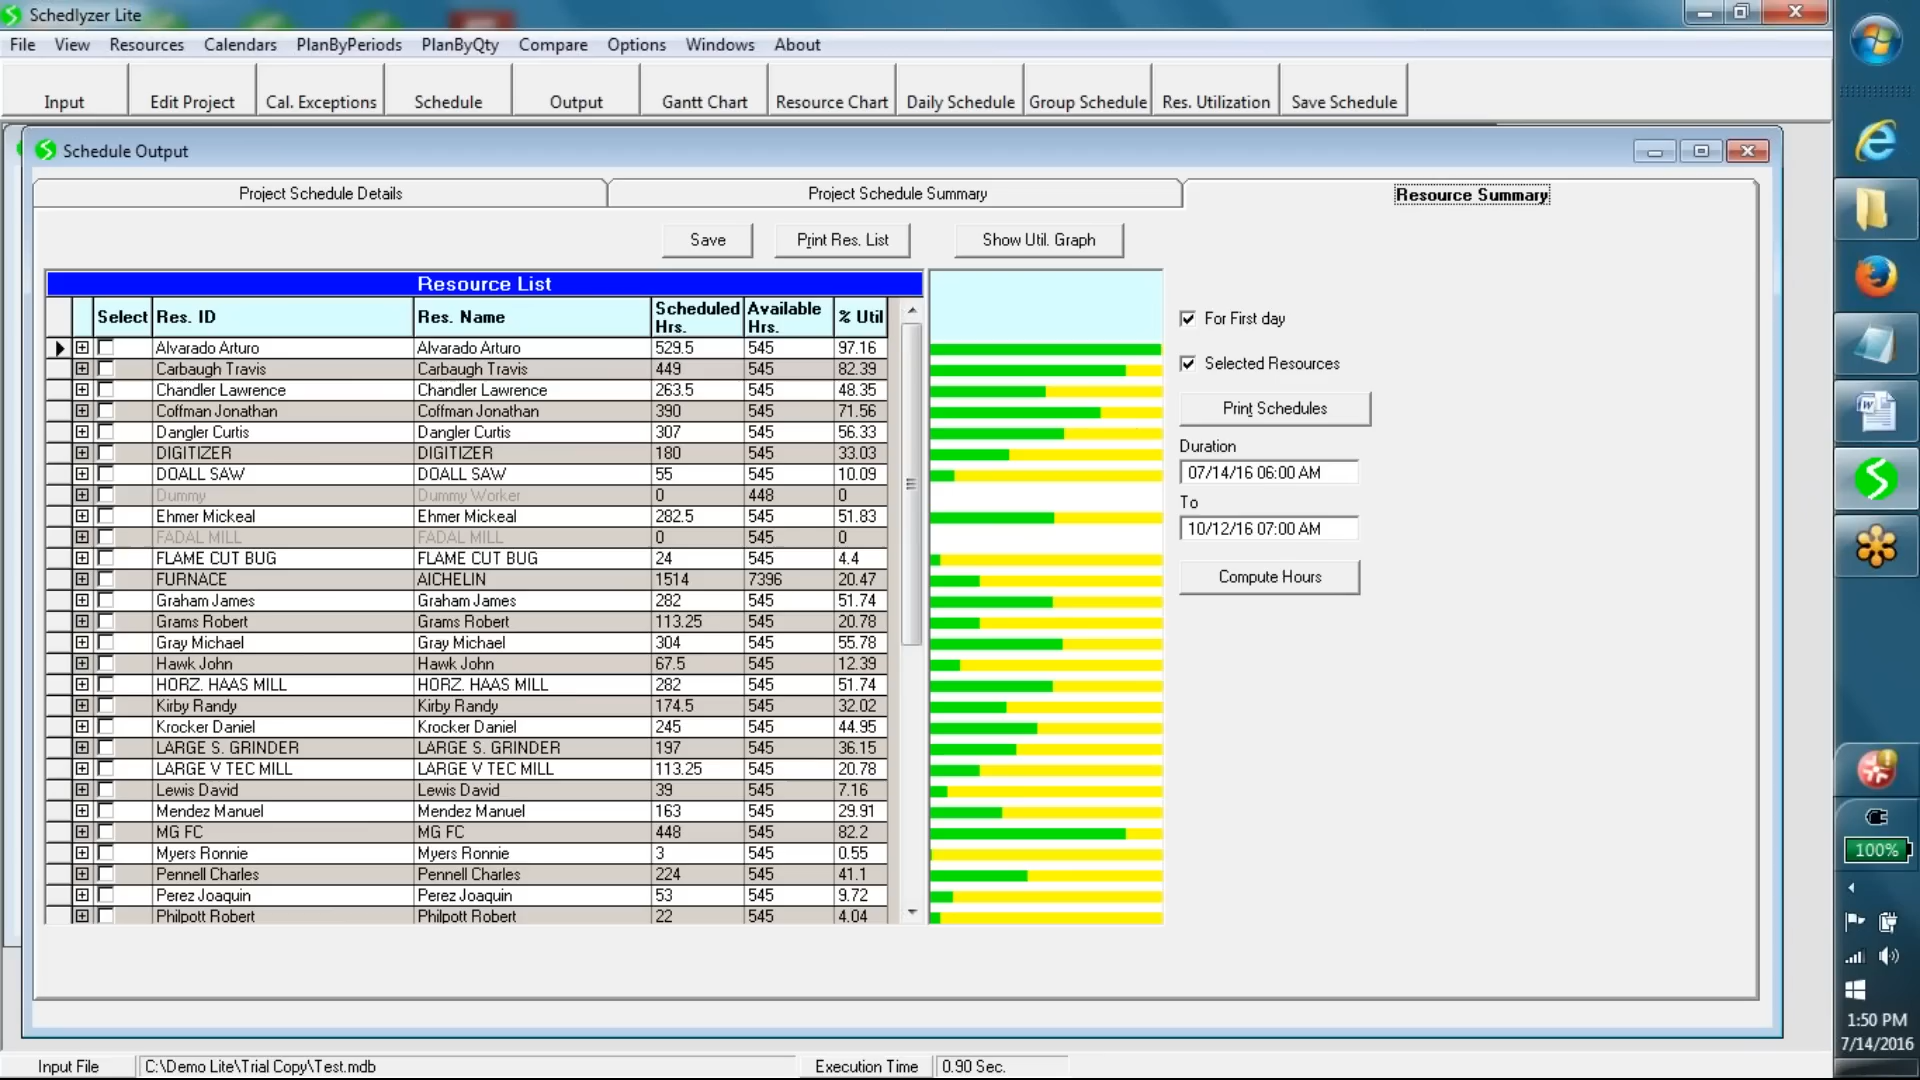 Schedlyzer Lite
File View Resources Calendars PlanByPeriods PlanByQty Compare Options Windows About
Input Edit Project Cal. Exceptions Schedule Output Gantt Chart Resource Chart Daily Schedule Group Schedule Res. Utilization Save Schedule
Schedule Output
Project Schedule Details Project Schedule Summary Resource Summary
Save Print Res. List Show Util. Graph
Resource List
Select Res. ID Res. Name Scheduled Hrs. Available Hrs. % Util
Alvarado Arturo Alvarado Arturo 529.5 545 97.16
Carbaugh Travis Carbaugh Travis 449 545 82.39
Chandler Lawrence Chandler Lawrence 263.5 545 48.35
Coffman Jonathan Coffman Jonathan 390 545 71.56
Dangler Curtis Dangler Curtis 307 545 56.33
DIGITIZER DIGITIZER 180 545 33.03
DOALL SAW DOALL SAW 55 545 10.09
Dummy Dummy Worker 0 448 0
Ehmer Mickeal Ehmer Mickeal 282.5 545 51.83
FADAL MILL FADAL MILL 0 545 0
FLAME CUT BUG FLAME CUT BUG 24 545 4.4
FURNACE AICHELIN 1514 7396 20.47
Graham James Graham James 282 545 51.74
Grams Robert Grams Robert 113.25 545 20.78
Gray Michael Gray Michael 304 545 55.78
Hawk John Hawk John 67.5 545 12.39
HORZ. HAAS MILL HORZ. HAAS MILL 282 545 51.74
Kirby Randy Kirby Randy 174.5 545 32.02
Krocker Daniel Krocker Daniel 245 545 44.95
LARGE S. GRINDER LARGE S. GRINDER 197 545 36.15
LARGE V TEC MILL LARGE V TEC MILL 113.25 545 20.78
Lewis David Lewis David 39 545 7.16
Mendez Manuel Mendez Manuel 163 545 29.91
MG FC MG FC 448 545 82.2
Myers Ronnie Myers Ronnie 3 545 0.55
Pennell Charles Pennell Charles 224 545 41.1
Perez Joaquin Perez Joaquin 53 545 9.72
Philpott Robert Philpott Robert 22 545 4.04
For First day
Selected Resources
Print Schedules
Duration
07/14/16 06:00 AM
To
10/12/16 07:00 AM
Compute Hours
100%
1:50 PM
7/14/2016
Input File C:\Demo Lite\Trial Copy\Test.mdb Execution Time 0.90 Sec.